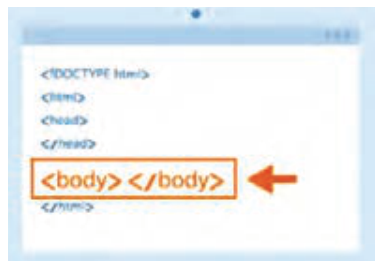 <!DOCTYPE html>
<html>
<head>
</head>
<body> </body>
</html>